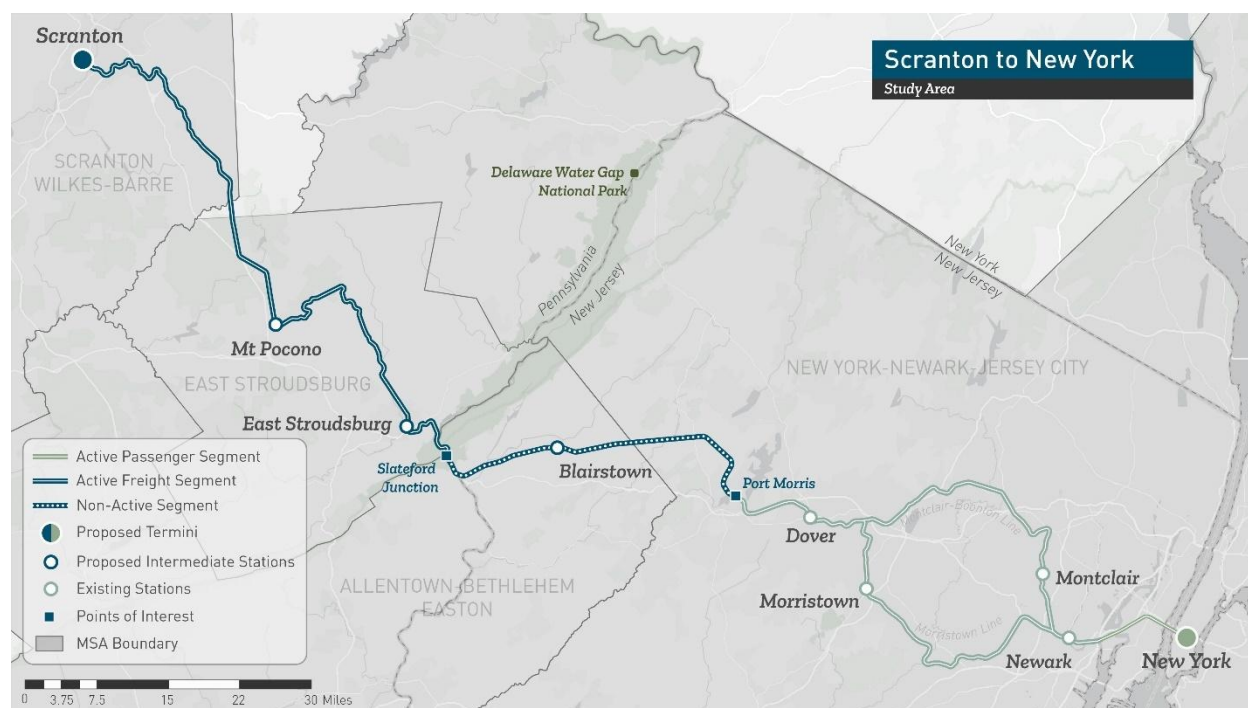 Scranton
Scranton to New York
Study Area
SCRANTON
WILKES-BARRE
Delaware Water Gap
National Park
Pennsylvania
New Jersey
New York
New Jersey
Mt Pocono
EAST STROUDSBURG
NEW YORK-NEWARK-JERSEY CITY
East Stroudsburg
Slateford
Junction
Blairstown
Port Morris
Dover
Montclair-Boonton Line
Morristown
Montclair
Morristown Line
Newark
New York
ALLENTOWN-BETHLEHEM
EASTON
Active Passenger Segment
Active Freight Segment
Non-Active Segment
Proposed Termini
Proposed Intermediate Stations
Existing Stations
Points of Interest
MSA Boundary
0 3.75 7.5 15 22 30 Miles